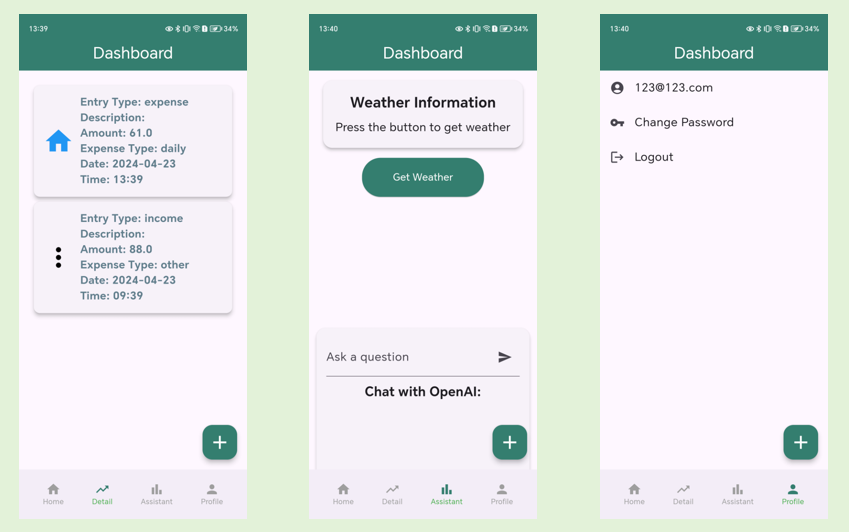 13:39
34%
Dashboard
Entry Type: expense
Description:
Amount: 61.0
Expense Type: daily
Date: 2024-04-23
Time: 13:39
Entry Type: income
Description:
Amount: 88.0
Expense Type: other
Date: 2024-04-23
Time: 09:39
Home
Detail
Assistant
Profile
13:40
34%
Dashboard
Weather Information
Press the button to get weather
Get Weather
Ask a question
Chat with OpenAI:
Home
Detail
Assistant
Profile
13:40
34%
Dashboard
123@123.com
Change Password
Logout
Home
Detail
Assistant
Profile